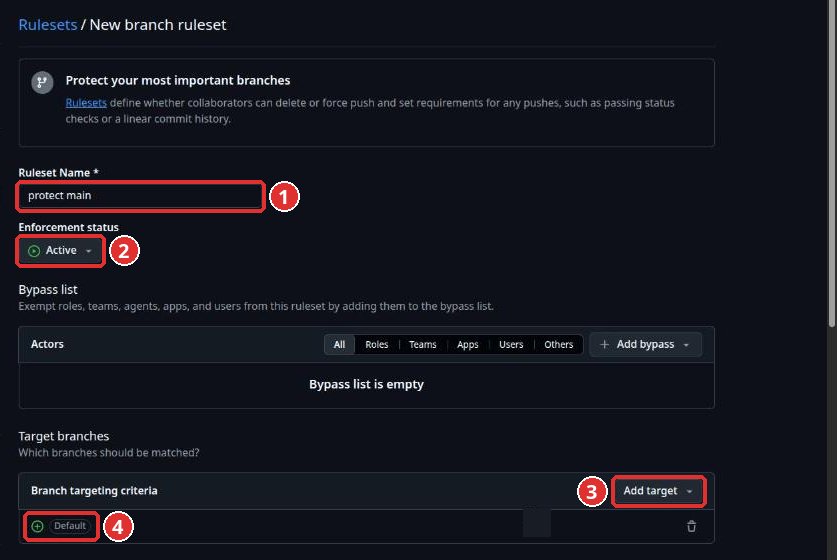 Rulesets / New branch ruleset
Protect your most important branches
Rulesets define whether collaborators can delete or force push and set requirements for any pushes, such as passing status
checks or a linear commit history.
Ruleset Name *
protect main 1
Enforcement status
Active 2
Bypass list
Exempt roles, teams, agents, apps, and users from this ruleset by adding them to the bypass list.
Actors All Roles Teams Apps Users Others + Add bypass
Bypass list is empty
Target branches
Which branches should be matched?
Branch targeting criteria 3 Add target
Default 4